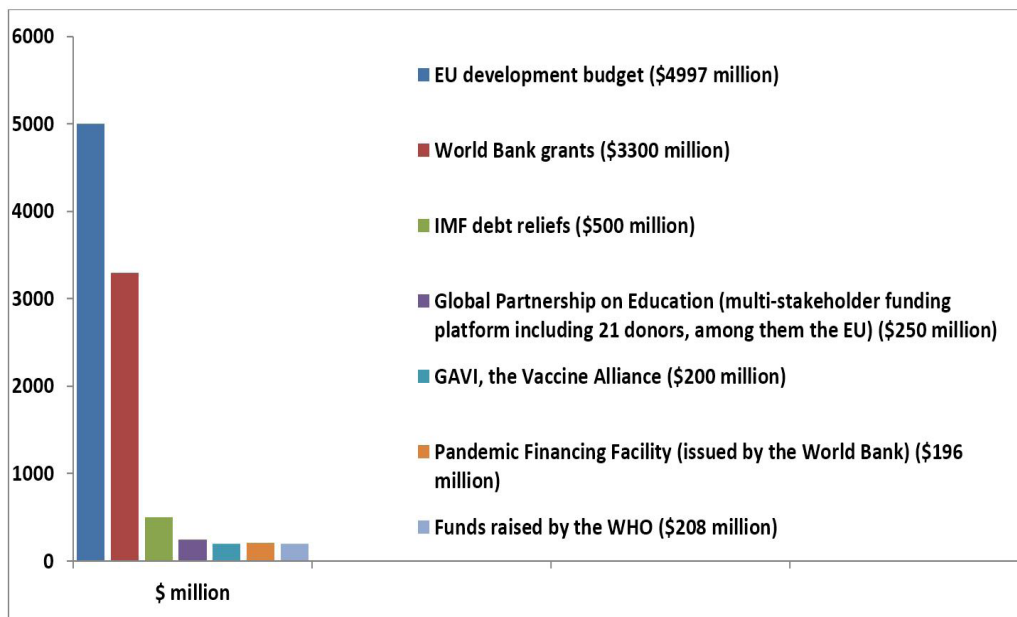 6000
5000
4000
3000
2000
1000
0
$ million
EU development budget ($4997 million)
World Bank grants ($3300 million)
IMF debt reliefs ($500 million)
Global Partnership on Education (multi-stakeholder funding
platform including 21 donors, among them the EU) ($250 million)
GAVI, the Vaccine Alliance ($200 million)
Pandemic Financing Facility (issued by the World Bank) ($196
million)
Funds raised by the WHO ($208 million)